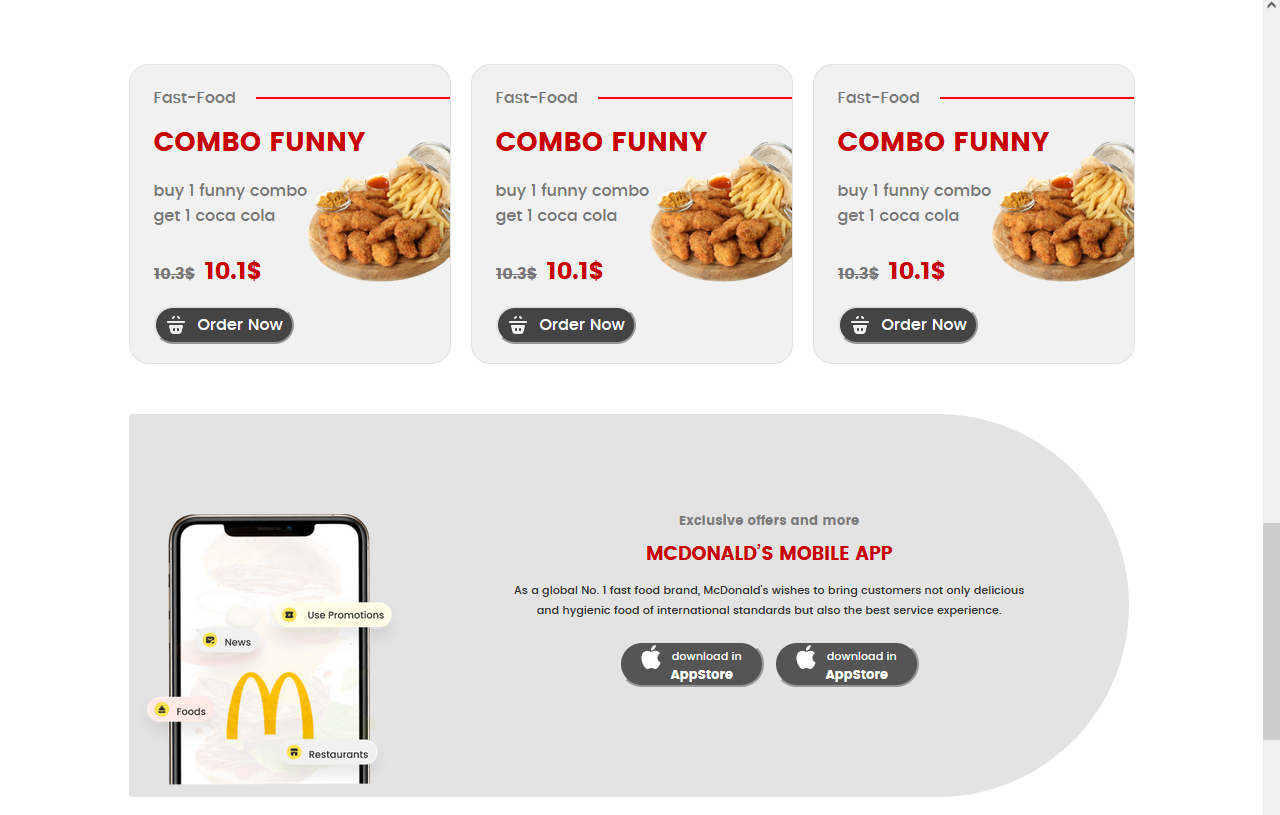 Fast-Food
COMBO FUNNY
buy 1 funny combo
get 1 coca cola
10.3$ 10.1$
Order Now
Fast-Food
COMBO FUNNY
buy 1 funny combo
get 1 coca cola
10.3$ 10.1$
Order Now
Fast-Food
COMBO FUNNY
buy 1 funny combo
get 1 coca cola
10.3$ 10.1$
Order Now
Use Promotions
News
Foods
Restaurants
Exclusive offers and more
MCDONALD’S MOBILE APP
As a global No. 1 fast food brand, McDonald's wishes to bring customers not only delicious
and hygienic food of international standards but also the best service experience.
download in
AppStore
download in
AppStore